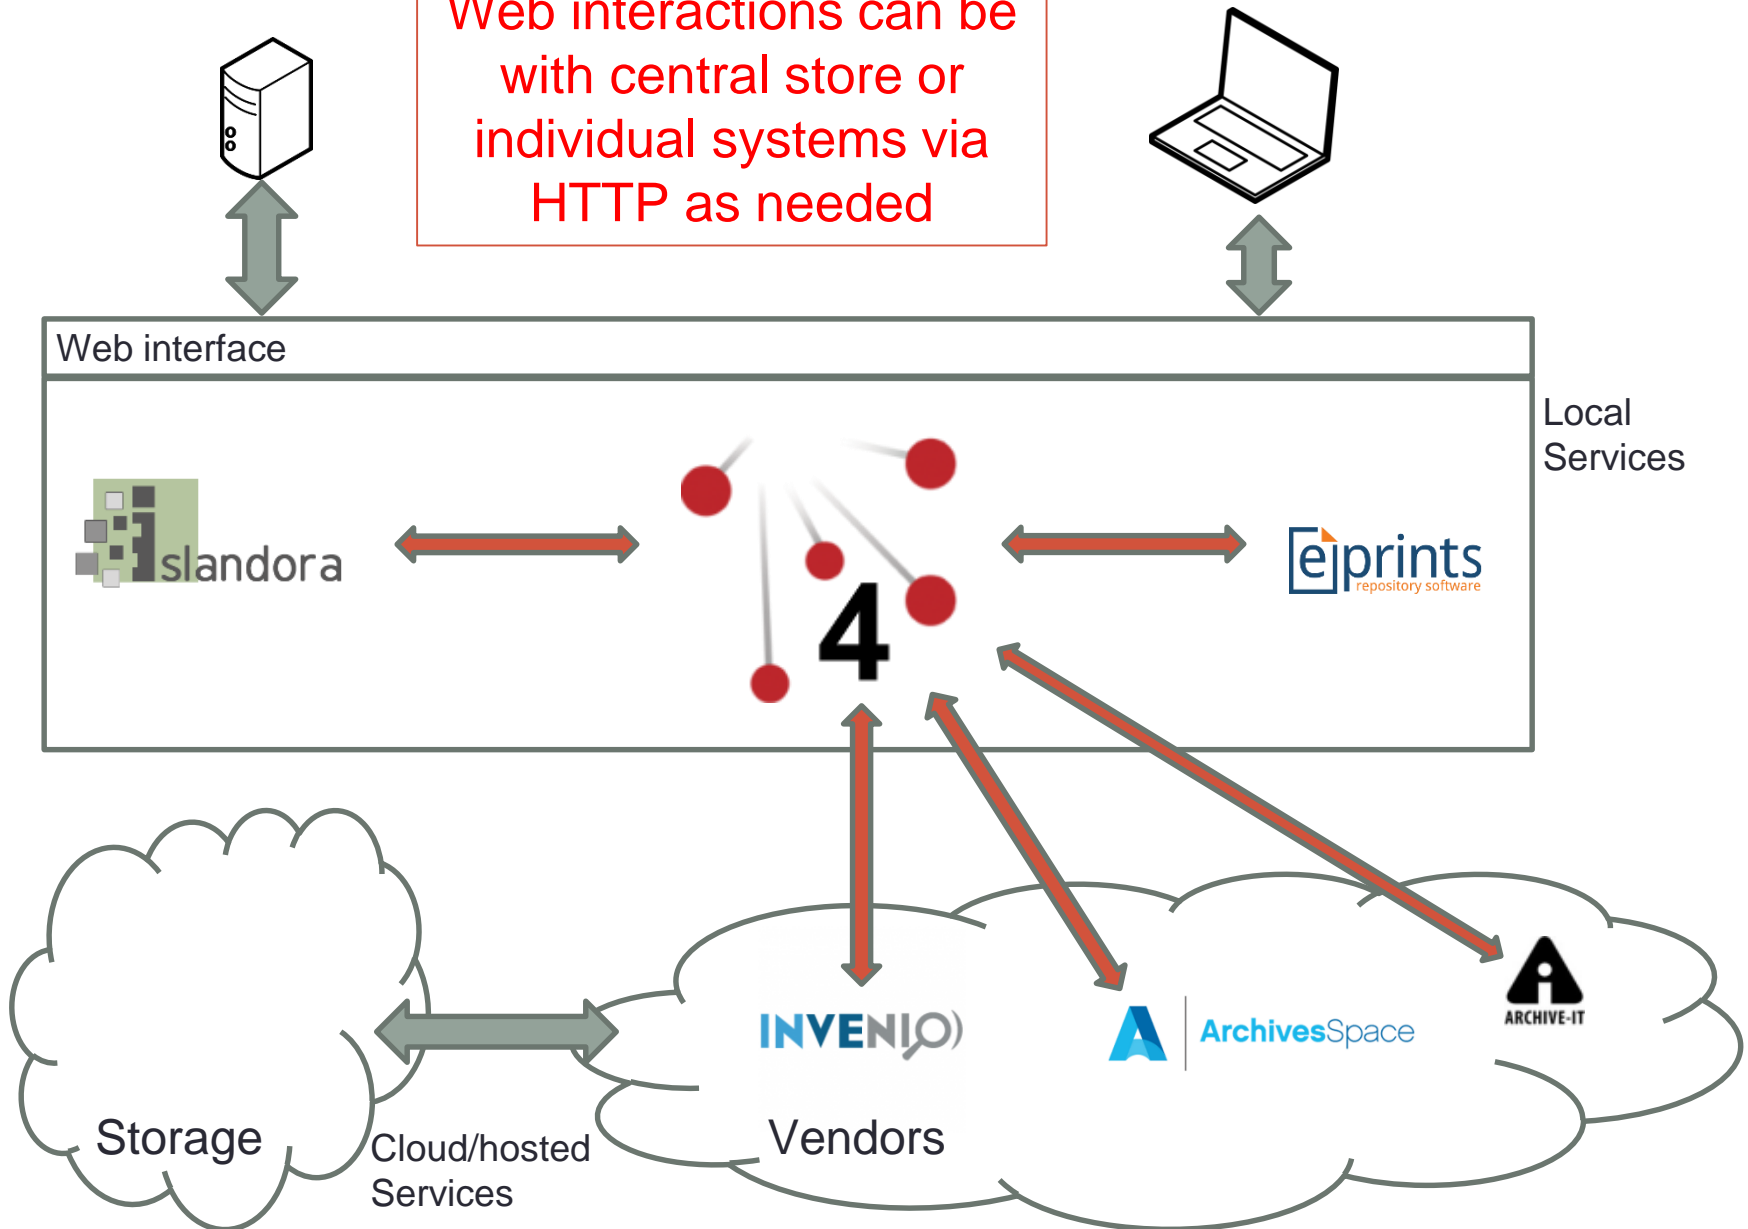 Web interactions can be
with central store or
individual systems via
HTTP as needed
Web interface
Local
Services
islandora
4
eprints
repository software
INVENIO
ArchivesSpace
ARCHIVE-IT
Storage
Cloud/hosted
Services
Vendors